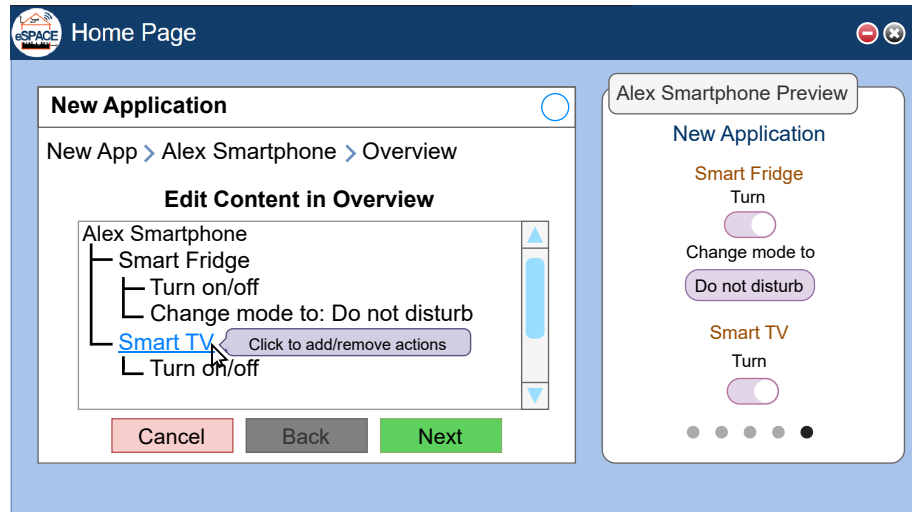 eSPACE Home Page
New Application
New App > Alex Smartphone > Overview
Edit Content in Overview
Alex Smartphone
Smart Fridge
Turn on/off
Change mode to: Do not disturb
Smart TV
Click to add/remove actions
Turn on/off
Cancel
Back
Next
Alex Smartphone Preview
New Application
Smart Fridge
Turn
Change mode to
Do not disturb
Smart TV
Turn